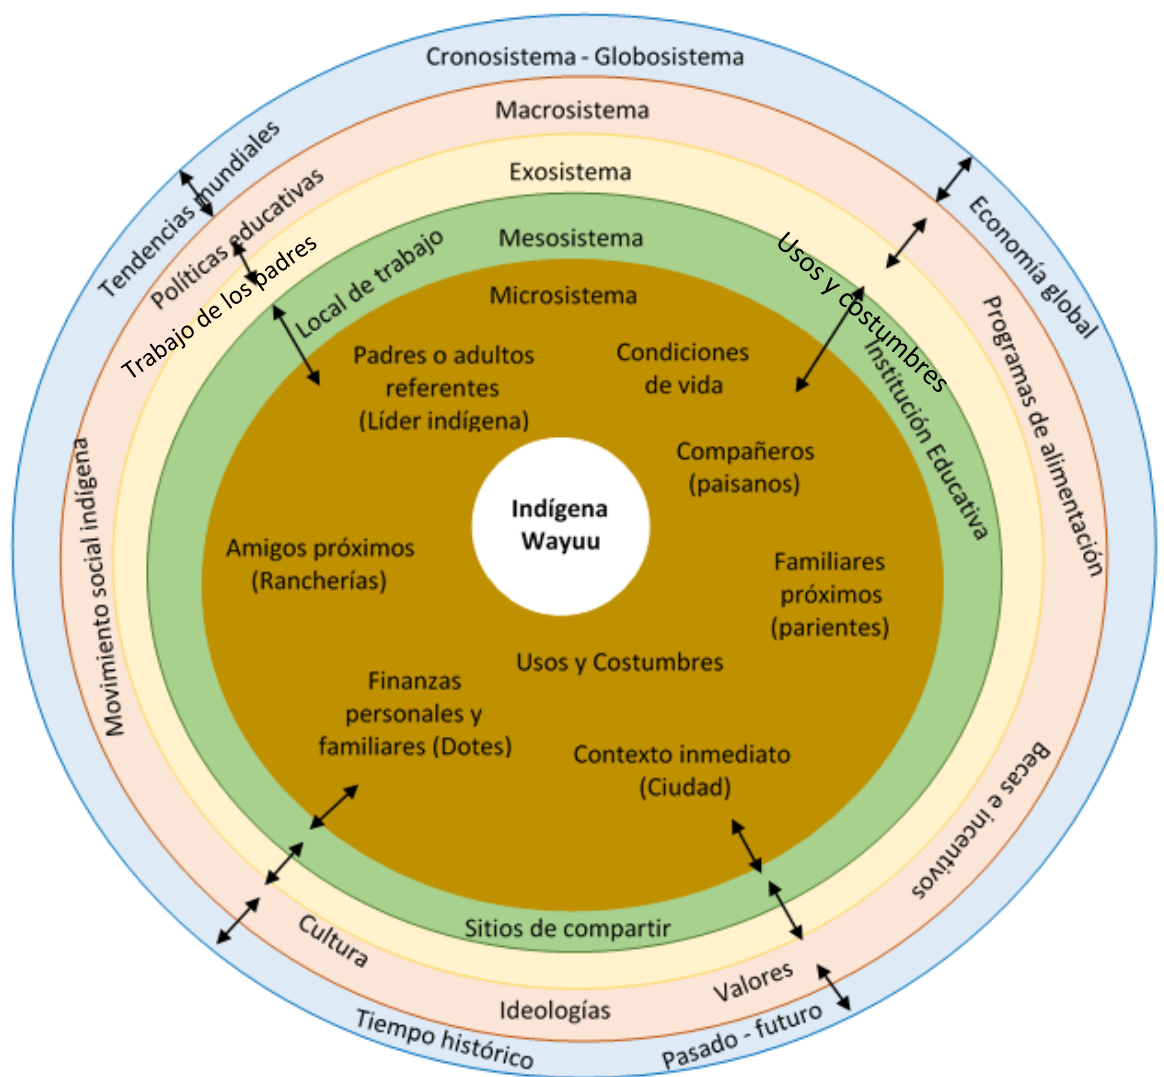 Cronosistema - Globosistema
Macrosistema
Exosistema
Mesosistema
Microsistema
Tendencias mundiales
Políticas educativas
Trabajo de los padres
Local de trabajo
Usos y costumbres
Economía global
Institución Educativa
Programas de alimentación
Padres o adultos
referentes
(Líder indígena)
Condiciones
de vida
Compañeros
(paisanos)
Indígena
Wayuu
Amigos próximos
(Rancherías)
Familiares
próximos
(parientes)
Movimiento social indígena
Usos y Costumbres
Finanzas
personales y
familiares (Dotes)
Contexto inmediato
(Ciudad)
Becas e incentivos
Sitios de compartir
Cultura
Valores
Ideologías
Tiempo histórico
Pasado - futuro